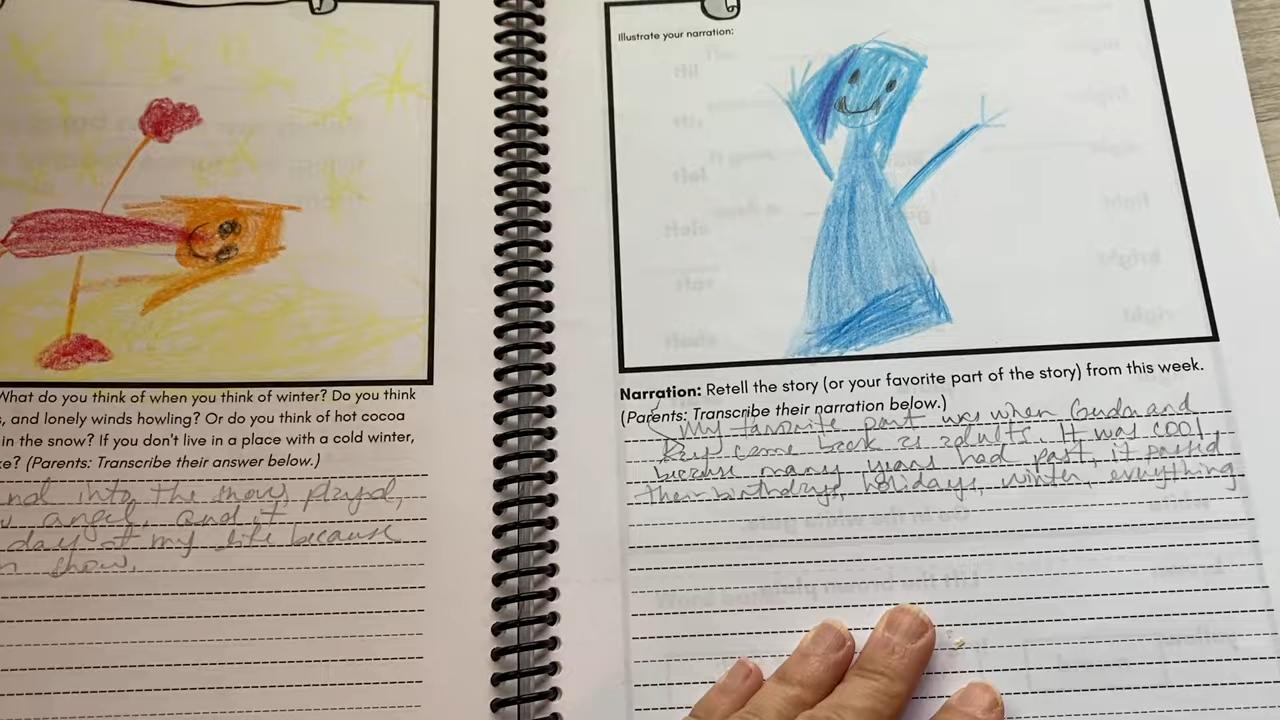 What do you think of when you think of winter? Do you think
s, and lonely winds howling? Or do you think of hot cocoa
in the snow? If you don't live in a place with a cold winter,
ke? (Parents: Transcribe their answer below.)
into the snow, played,
angel, and it
day of my life because
snow.
Illustrate your narration:
Narration: Retell the story (or your favorite part of the story) from this week.
(Parents: Transcribe their narration below.)
My favorite part was when Gerda and
Kay came back as adults. It was cool,
because many years had past, it passed
their birthdays, holidays, winter, everything